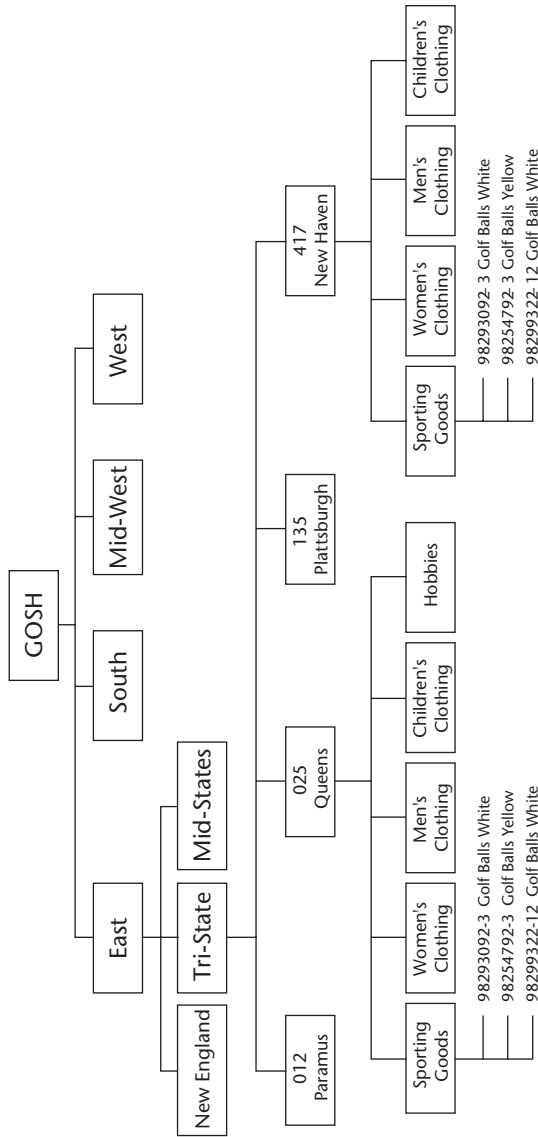 GOSH
East
South
Mid-West
West
New England
Tri-State
Mid-States
012
Paramus
025
Queens
135
Plattsburgh
417
New Haven
Sporting
Goods
Women's
Clothing
Men's
Clothing
Children's
Clothing
Hobbies
Sporting
Goods
Women's
Clothing
Men's
Clothing
Children's
Clothing
98293092-3 Golf Balls White
98254792-3 Golf Balls Yellow
98299322-12 Golf Balls White
98293092- 3 Golf Balls White
98254792- 3 Golf Balls Yellow
98299322- 12 Golf Balls White